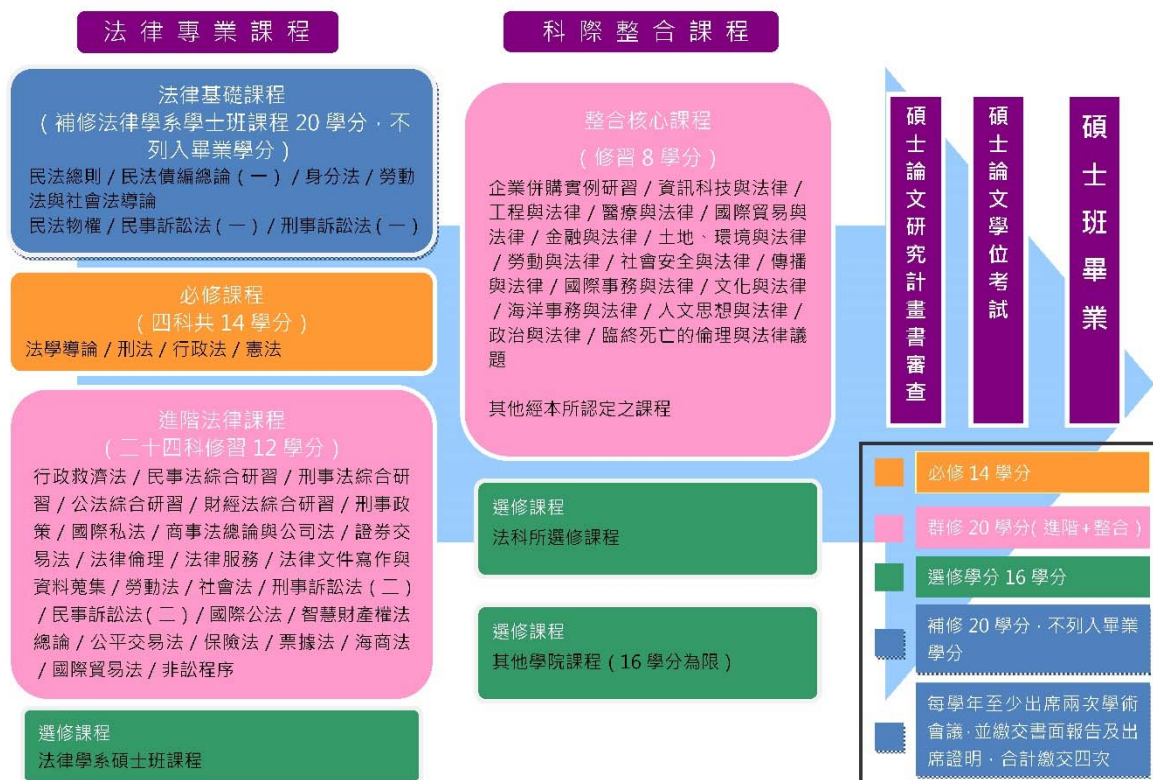 法律專業課程
法律基礎課程
（補修法律學系學士班課程 20 學分，不
列入畢業學分）
民法總則 / 民法債編總論（一）/ 身分法 / 勞動
法與社會法導論
民法物權 / 民事訴訟法（一）/ 刑事訴訟法（一）
必修課程
（四科共 14 學分）
法學導論 / 刑法 / 行政法 / 憲法
進階法律課程
（二十四科修習 12 學分）
行政救濟法 / 民事法綜合研習 / 刑事法綜合研
習 / 公法綜合研習 / 財經法綜合研習 / 刑事政
策 / 國際私法 / 商事法總論與公司法 / 證券交
易法 / 法律倫理 / 法律服務 / 法律文件寫作與
資料蒐集 / 勞動法 / 社會法 / 刑事訴訟法（二）
/ 民事訴訟法（二）/ 國際公法 / 智慧財產權法
總論 / 公平交易法 / 保險法 / 票據法 / 海商法
/ 國際貿易法 / 非訟程序
選修課程
法律學系碩士班課程
科際整合課程
整合核心課程
（修習 8 學分）
企業併購實例研習 / 資訊科技與法律 /
工程與法律 / 醫療與法律 / 國際貿易與
法律 / 金融與法律 / 土地、環境與法律
/ 勞動與法律 / 社會安全與法律 / 傳播
與法律 / 國際事務與法律 / 文化與法律
/ 海洋事務與法律 / 人文思想與法律 /
政治與法律 / 臨終死亡的倫理與法律議
題
其他經本所認定之課程
選修課程
法科所選修課程
選修課程
其他學院課程（16 學分為限）
碩士論文研究計畫書審查
碩士論文學位考試
碩士班畢業
必修 14 學分
群修 20 學分（進階+整合）
選修學分 16 學分
補修 20 學分，不列入畢業
學分
每學年至少出席兩次學術
會議，並繳交書面報告及出
席證明，合計繳交四次